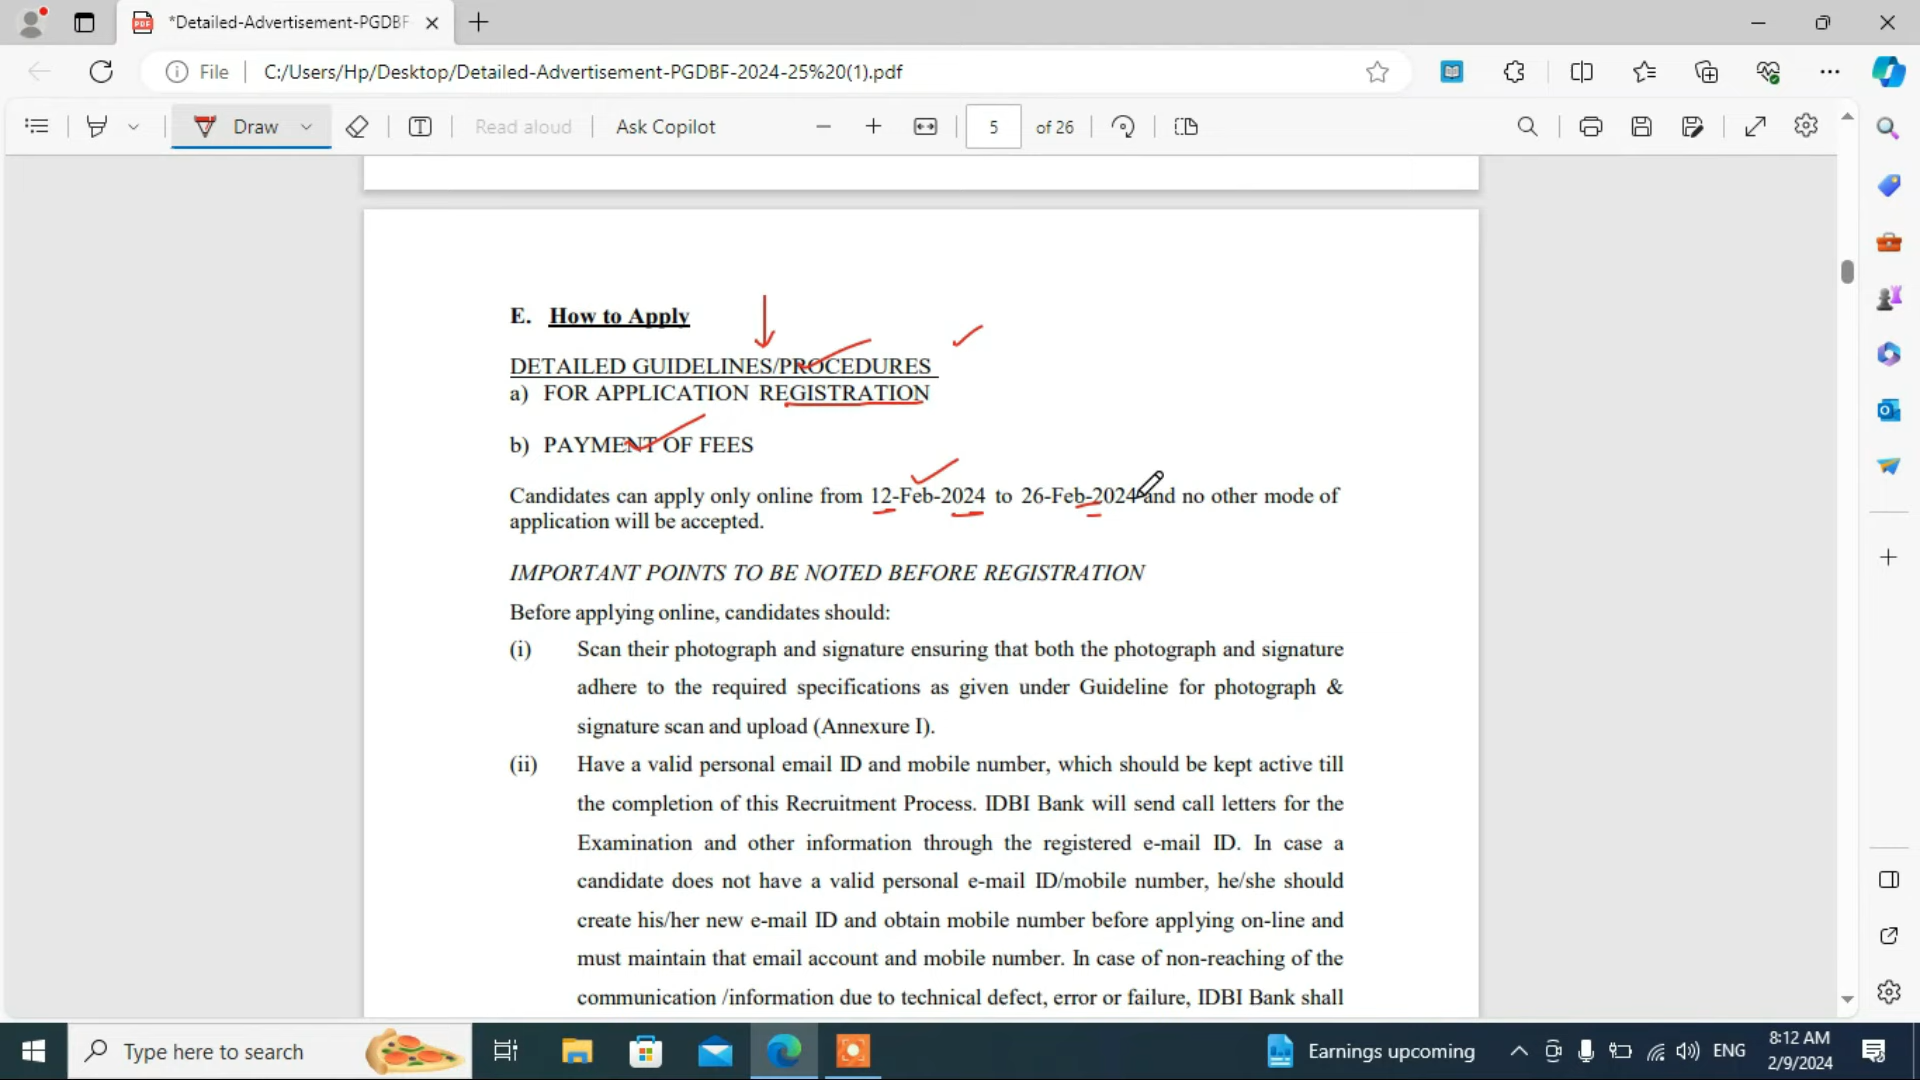 *Detailed-Advertisement-PGDBF
File
C:/Users/Hp/Desktop/Detailed-Advertisement-PGDBF-2024-25%20(1).pdf
Draw
Read aloud
Ask Copilot
5
of 26
E. How to Apply
DETAILED GUIDELINES/PROCEDURES
a) FOR APPLICATION REGISTRATION
b) PAYMENT OF FEES
Candidates can apply only online from 12-Feb-2024 to 26-Feb-2024 and no other mode of
application will be accepted.
IMPORTANT POINTS TO BE NOTED BEFORE REGISTRATION
Before applying online, candidates should:
(i) Scan their photograph and signature ensuring that both the photograph and signature
adhere to the required specifications as given under Guideline for photograph &
signature scan and upload (Annexure I).
(ii) Have a valid personal email ID and mobile number, which should be kept active till
the completion of this Recruitment Process. IDBI Bank will send call letters for the
Examination and other information through the registered e-mail ID. In case a
candidate does not have a valid personal e-mail ID/mobile number, he/she should
create his/her new e-mail ID and obtain mobile number before applying on-line and
must maintain that email account and mobile number. In case of non-reaching of the
communication /information due to technical defect, error or failure, IDBI Bank shall
Type here to search
Earnings upcoming
ENG
8:12 AM
2/9/2024